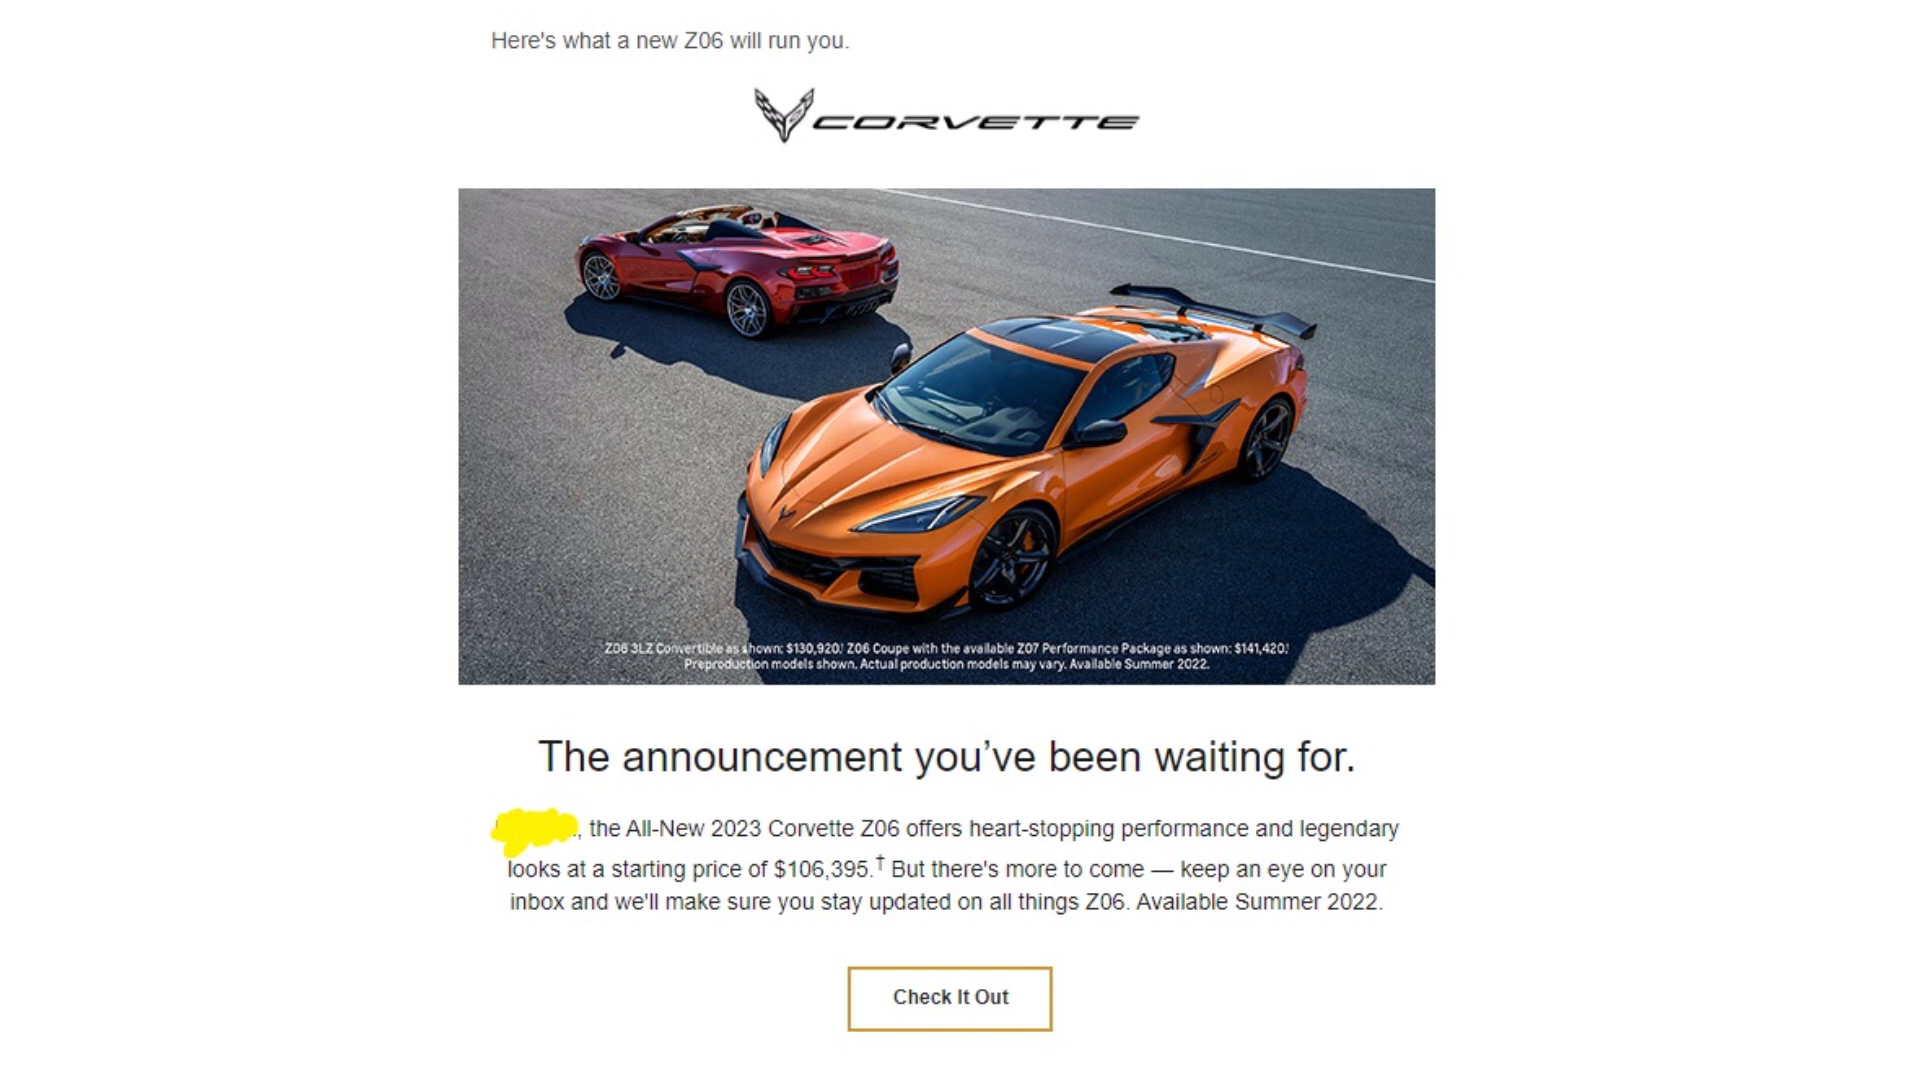 Here's what a new Z06 will run you.
CORVETTE
Z06 3LZ Convertible as shown: $130,920.† Z06 Coupe with the available Z07 Performance Package as shown: $141,420.†
Preproduction models shown. Actual production models may vary. Available Summer 2022.
The announcement you’ve been waiting for.
, the All-New 2023 Corvette Z06 offers heart-stopping performance and legendary
looks at a starting price of $106,395.† But there's more to come — keep an eye on your
inbox and we'll make sure you stay updated on all things Z06. Available Summer 2022.
Check It Out